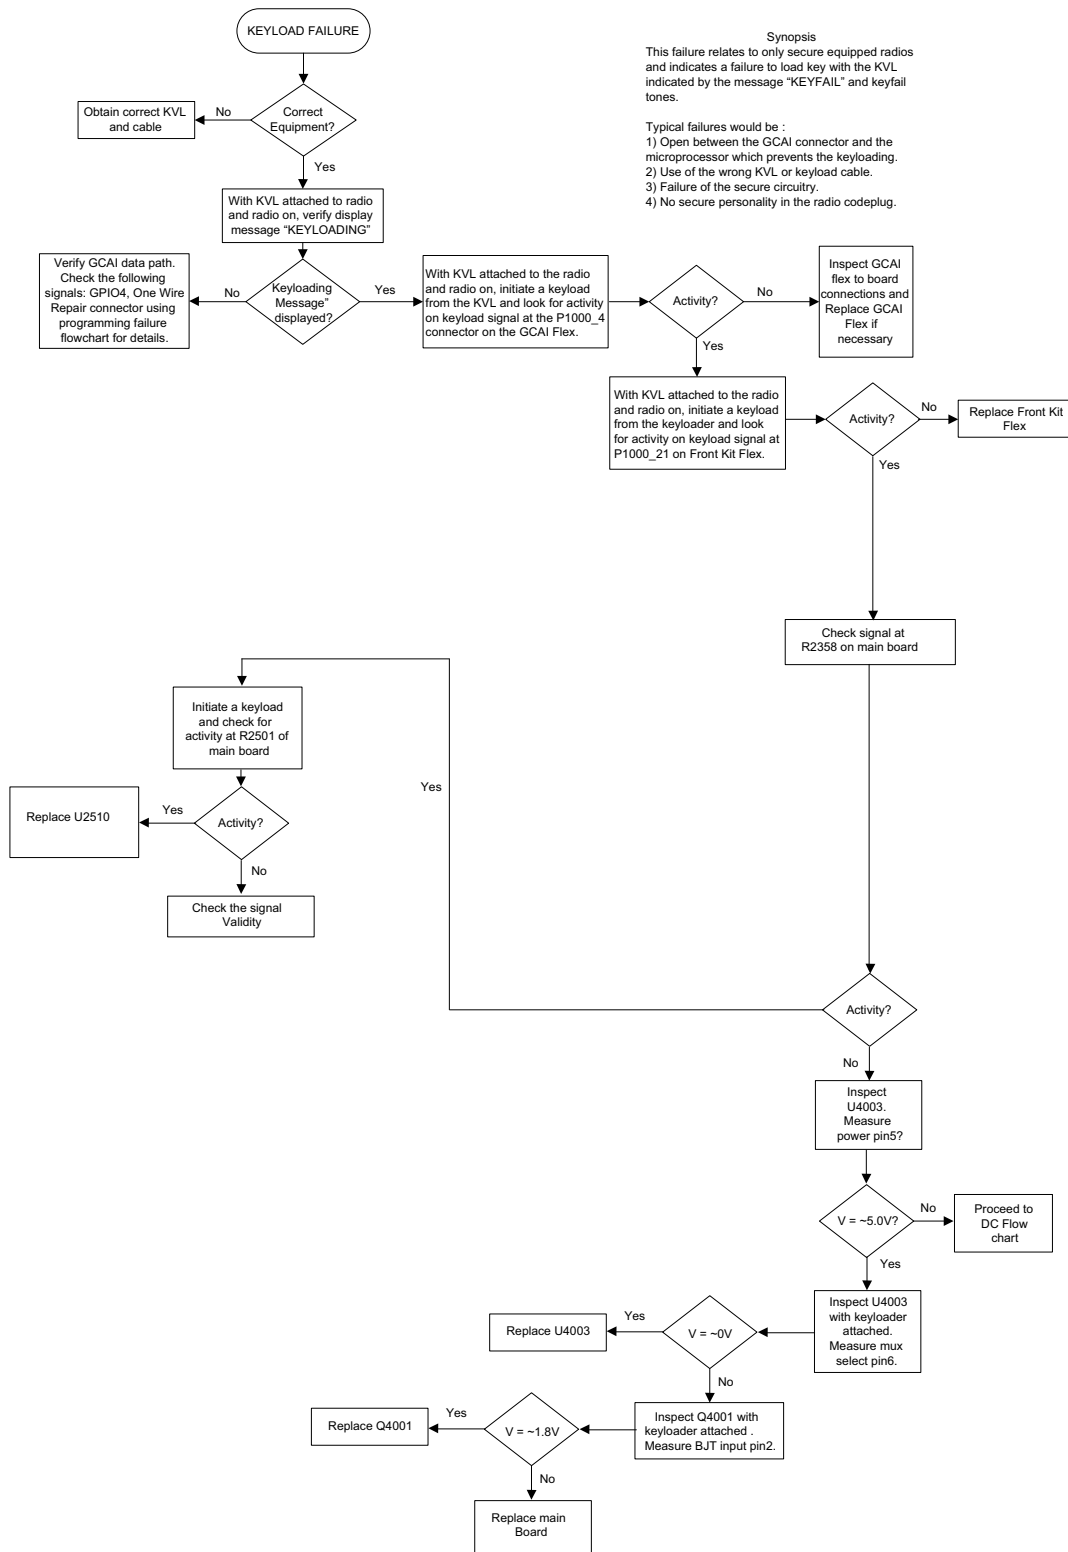 KEYLOAD FAILURE
Synopsis
This failure relates to only secure equipped radios
and indicates a failure to load key with the KVL
indicated by the message “KEYFAIL” and keyfail
tones.
Typical failures would be :
1) Open between the GCAI connector and the
microprocessor which prevents the keyloading.
2) Use of the wrong KVL or keyload cable.
3) Failure of the secure circuitry.
4) No secure personality in the radio codeplug.
Correct
Equipment?
No
Obtain correct KVL
and cable
Yes
With KVL attached to radio
and radio on, verify display
message “KEYLOADING”
Keyloading
Message”
displayed?
No
Verify GCAI data path.
Check the following
signals: GPIO4, One Wire
Repair connector using
programming failure
flowchart for details.
Yes
With KVL attached to the radio
and radio on, initiate a keyload
from the KVL and look for activity
on keyload signal at the P1000_4
connector on the GCAI Flex.
Activity?
No
Inspect GCAI
flex to board
connections and
Replace GCAI
Flex if
necessary
Yes
With KVL attached to the radio
and radio on, initiate a keyload
from the keyloader and look
for activity on keyload signal at
P1000_21 on Front Kit Flex.
Activity?
No
Replace Front Kit
Flex
Yes
Check signal at
R2358 on main board
Initiate a keyload
and check for
activity at R2501 of
main board
Yes
Activity?
Yes
Replace U2510
No
Check the signal
Validity
Activity?
No
Inspect
U4003.
Measure
power pin5?
V = ~5.0V?
No
Proceed to
DC Flow
chart
Yes
Inspect U4003
with keyloader
attached.
Measure mux
select pin6.
V = ~0V
Yes
Replace U4003
No
Inspect Q4001 with
keyloader attached .
Measure BJT input pin2.
V = ~1.8V
Yes
Replace Q4001
No
Replace main
Board